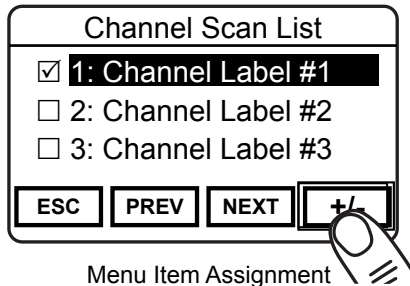 Channel Scan List
☑ 1: Channel Label #1
☐ 2: Channel Label #2
☐ 3: Channel Label #3
ESC PREV NEXT +/-
Menu Item Assignment